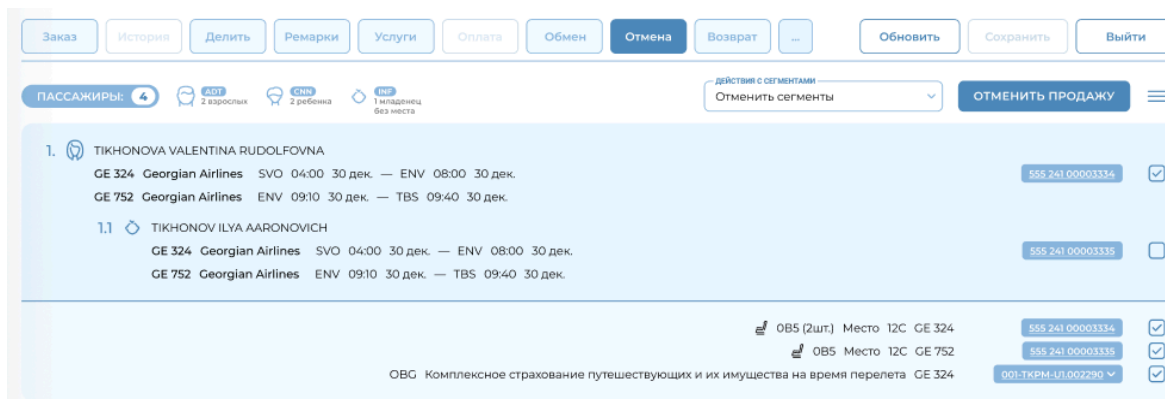 Заказ История Делить Ремарки Услуги Оплата Обмен Отмена Возврат ... Обновить Сохранить Выйти
ПАССАЖИРЫ: 4 ADT 2 взрослых CNN 2 ребенка INF 1 младенец без места
ДЕЙСТВИЯ С СЕГМЕНТАМИ
Отменить сегменты ОТМЕНИТЬ ПРОДАЖУ
1. TIKHONOVA VALENTINA RUDOLFOVNA
GE 324 Georgian Airlines SVO 04:00 30 дек. — ENV 08:00 30 дек. 555 241 00003334
GE 752 Georgian Airlines ENV 09:10 30 дек. — TBS 09:40 30 дек.
1.1 TIKHONOV ILYA AARONOVICH
GE 324 Georgian Airlines SVO 04:00 30 дек. — ENV 08:00 30 дек. 555 241 00003335
GE 752 Georgian Airlines ENV 09:10 30 дек. — TBS 09:40 30 дек.
0B5 (2шт.) Место 12C GE 324 555 241 00003334
0B5 Место 12C GE 752 555 241 00003335
OBG Комплексное страхование путешествующих и их имущества на время перелета GE 324 001-TKPM-U1.002290